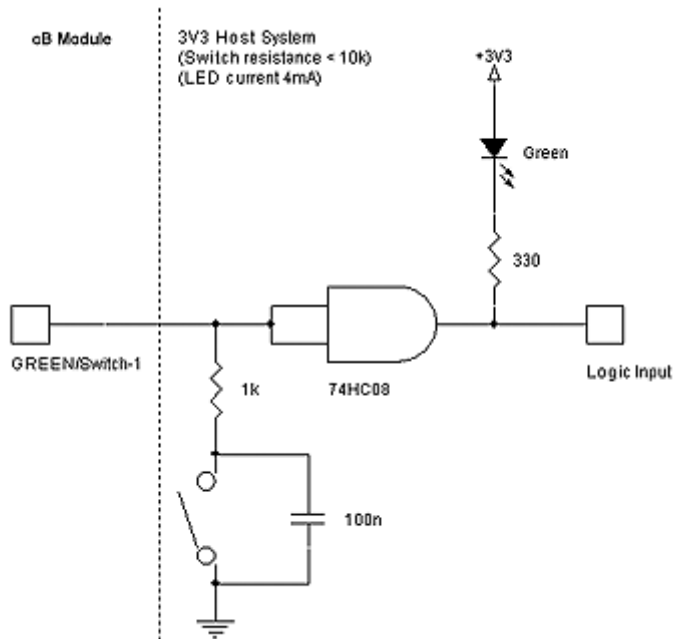 oB Module
3V3 Host System
(Switch resistance < 10k)
(LED current 4mA)
+3V3
Green
330
GREEN/Switch-1
1k
74HC08
Logic Input
100n